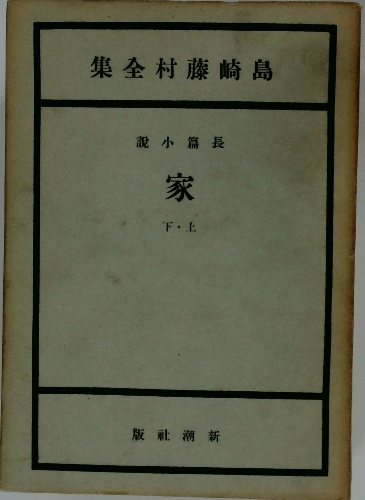 島崎藤村全集
長篇小説
家
上・下
新潮社版